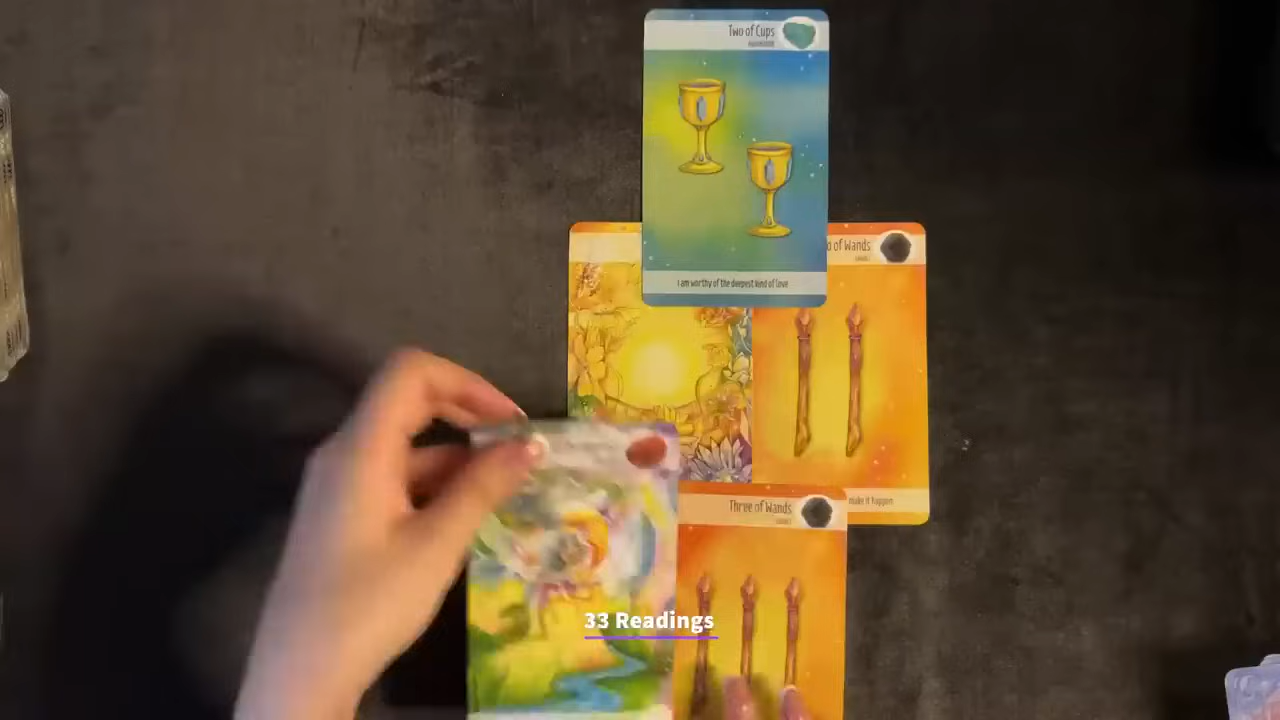 Two of Cups
I am worthy of the deepest kind of love
o of Wands
make it happen
Three of Wands
33 Readings